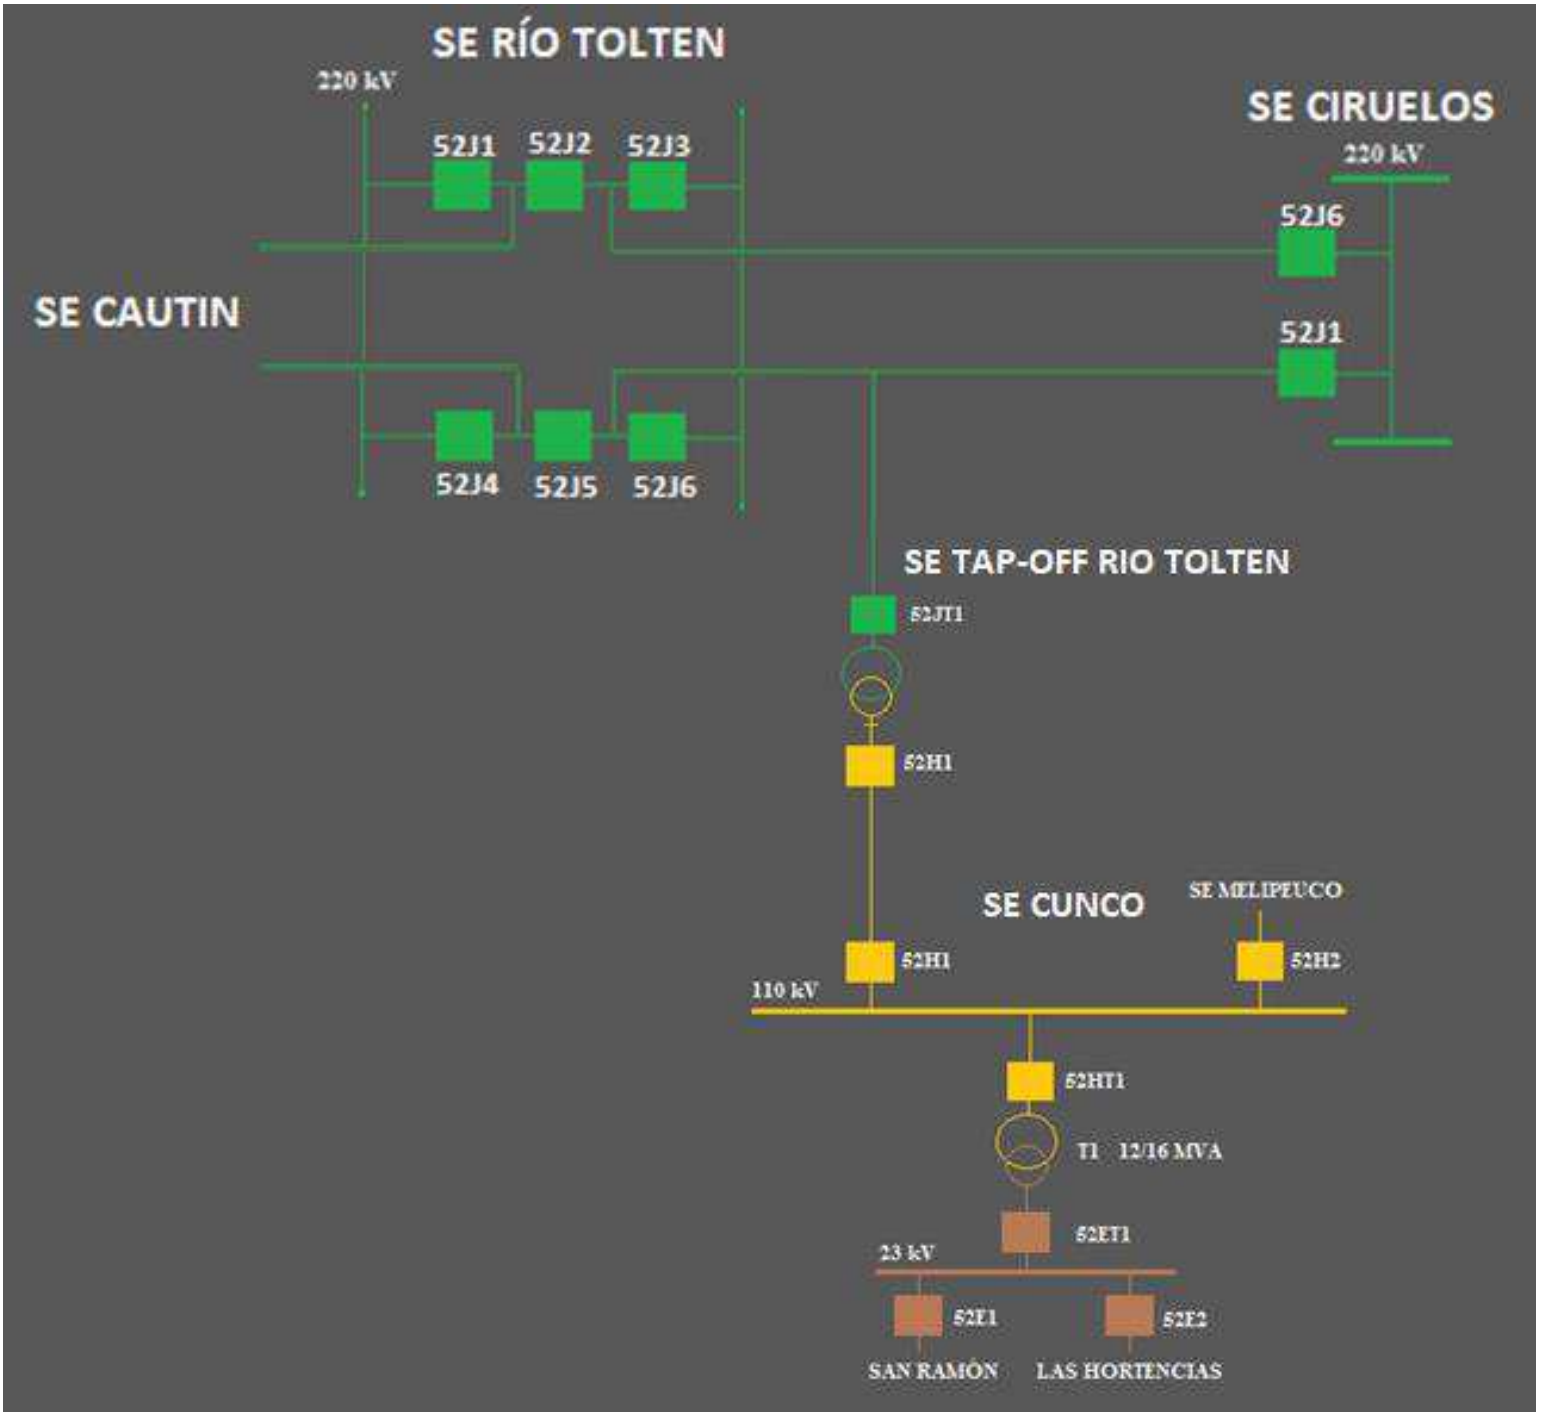 SE RÍO TOLTEN
220 kV
SE CIRUELOS
220 kV
52J1
52J2
52J3
52J6
SE CAUTIN
52J1
52J4
52J5
52J6
SE TAP-OFF RIO TOLTEN
52JT1
52H1
SE CUNCO
SE MELIPEUCO
52H1
52H2
110 kV
52HT1
T1 12/16 MVA
52ET1
23 kV
52E1
52E2
SAN RAMÓN
LAS HORTENCIAS